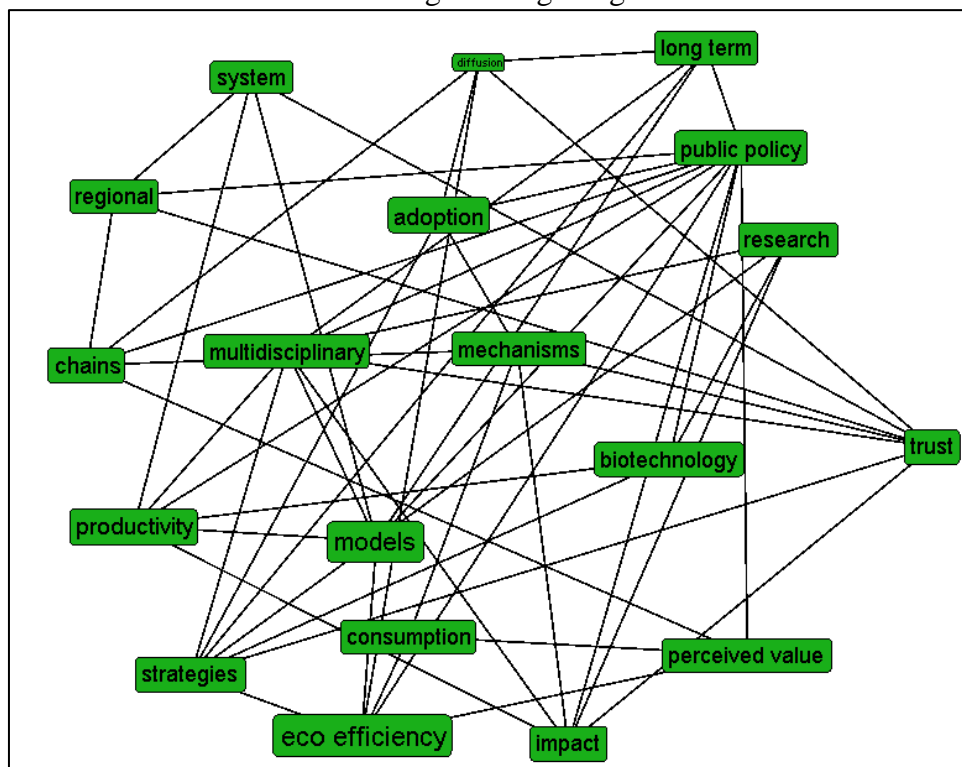 long term
diffusion
system
public policy
regional
adoption
research
multidisciplinary
mechanisms
chains
trust
biotechnology
productivity
models
consumption
perceived value
strategies
eco efficiency
impact